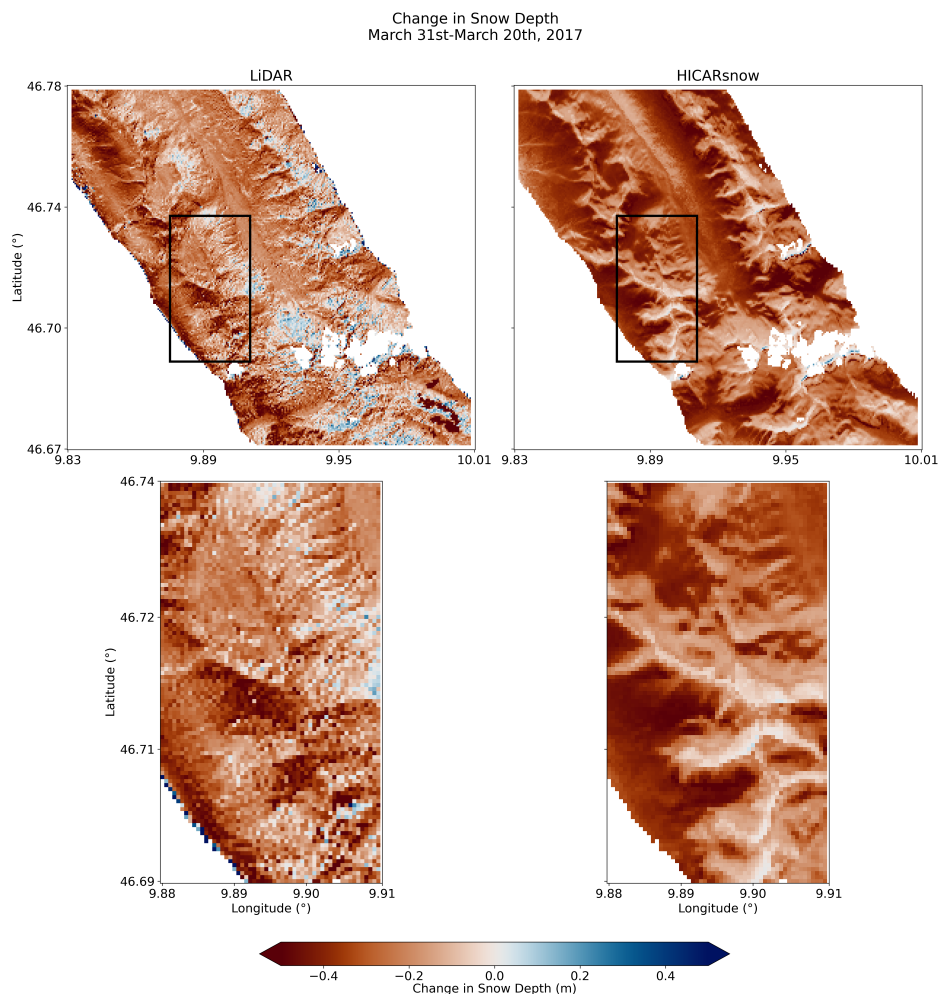 Change in Snow Depth
March 31st-March 20th, 2017
LiDAR
HICARsnow
46.78
46.74
46.70
46.67
Latitude (°)
9.83 9.89 9.95 10.01
9.83 9.89 9.95 10.01
46.74
46.72
46.71
46.69
Latitude (°)
9.88 9.89 9.90 9.91
9.88 9.89 9.90 9.91
Longitude (°)
Longitude (°)
−0.4 −0.2 0.0 0.2 0.4
Change in Snow Depth (m)